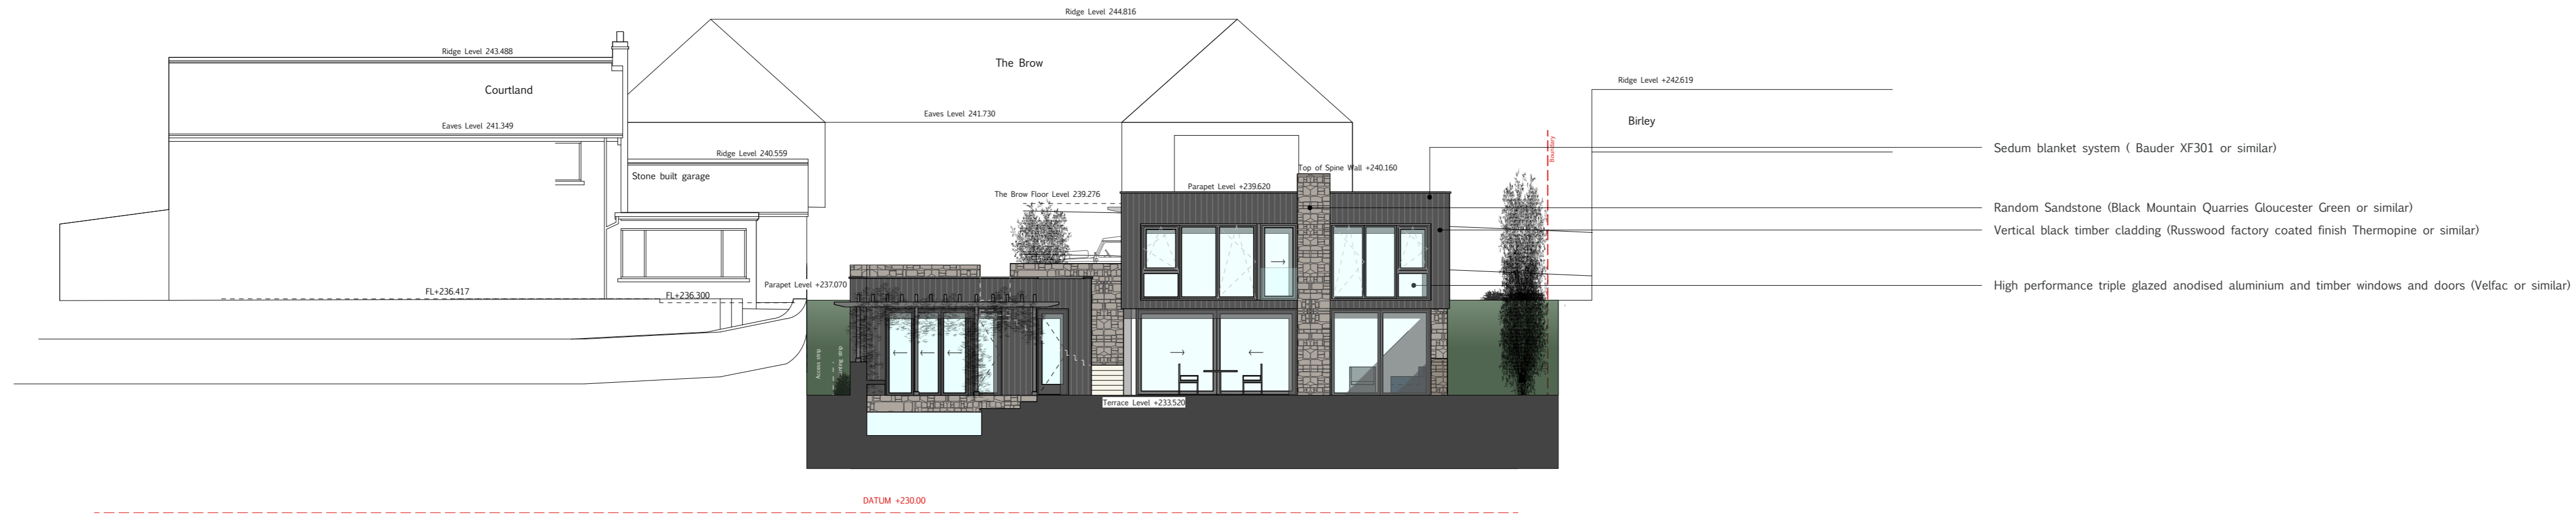 Ridge Level 244.816
Ridge Level 243.488
The Brow
Ridge Level +242.619
Courtland
Eaves Level 241.730
Birley
Eaves Level 241.349
Boundary
Sedum blanket system ( Bauder XF301 or similar)
Ridge Level 240.559
Top of Spine Wall +240.160
Stone built garage
Parapet Level +239.620
The Brow Floor Level 239.276
Random Sandstone (Black Mountain Quarries Gloucester Green or similar)
Vertical black timber cladding (Russwood factory coated finish Thermopine or similar)
Parapet Level +237.070
High performance triple glazed anodised aluminium and timber windows and doors (Velfac or similar)
FL+236.417
FL+236.300
Access strip
Planting strip
Terrace Level +233.520
DATUM +230.00